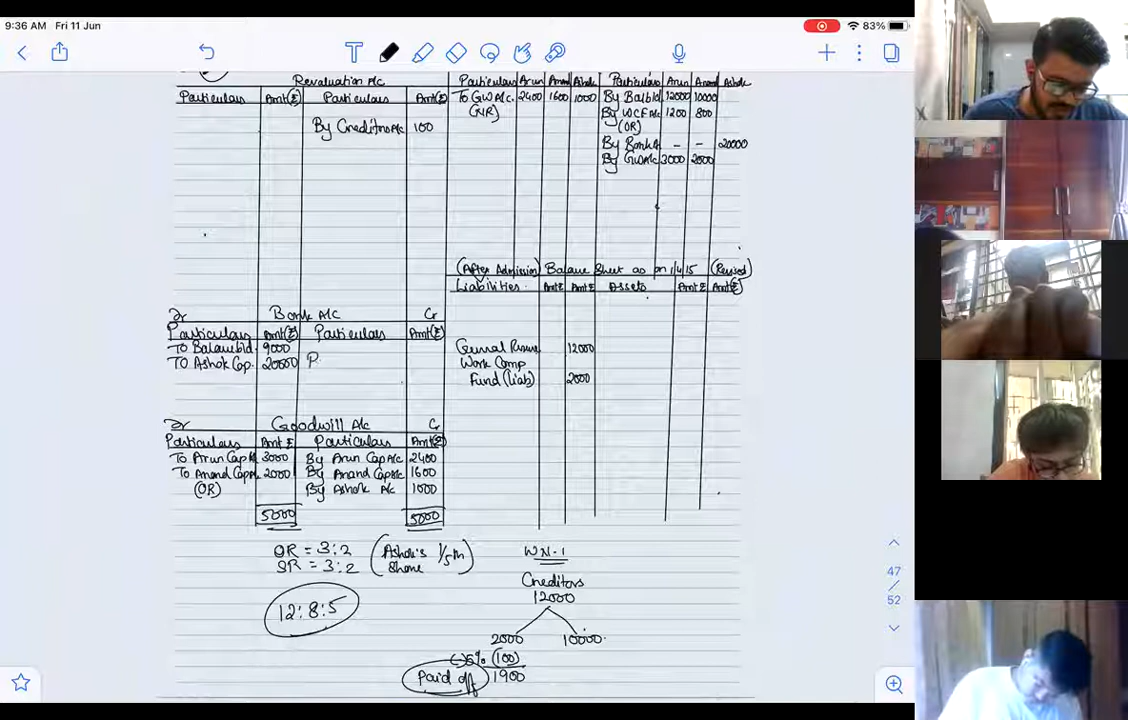 9:36 AM Fri 11 Jun
83%
Revaluation A/c
Particulars Amt(₹) Particulars Amt(₹)
By Creditors A/c 100
Particulars Arun Anand Ashok Particulars Arun Anand Ashok
To GW A/c. 2400 1600 1000 By Bal b/d 12000 10000
(NR) By WCF A/c 1200 800
(OR)
By Bank A/c - - 20000
By GW A/c 3000 2000
(After Admission) Balance Sheet as on 1/4/15 (Revised)
Liabilities Amt ₹ Amt ₹ Assets Amt ₹ Amt(₹)
General Reserve 12000
Work Comp
Fund (Liab) 2000
Dr Bank A/c Cr
Particulars Amt(₹) Particulars Amt(₹)
To Balance b/d. 9000
To Ashok Cap. 20000 P
Dr Goodwill A/c Cr
Particulars Amt ₹ Particulars Amt(₹)
To Arun Cap A/c 3000 By Arun Cap A/c 2400
To Anand Cap A/c 2000 By Anand Cap A/c 1600
(OR) By Ashok A/c 1000
5000 5000
OR = 3:2
SR = 3:2
(Ashok's Share 1/5th)
12:8:5
WN-1
Creditors
12000
2000 10000
(-)5% (100)
Paid off 1900
47
/
52